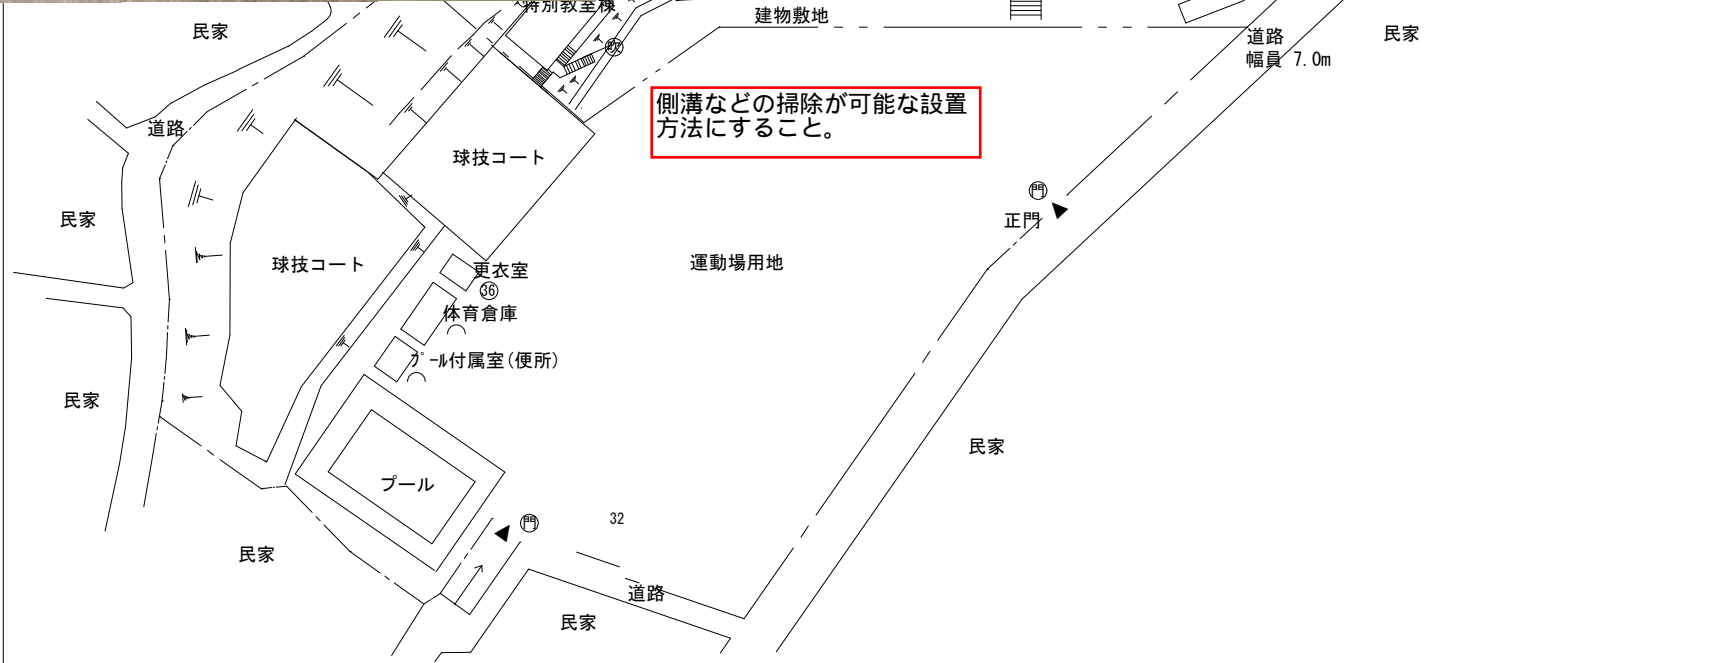 特別教室棟
建物敷地
民家
道路
幅員 7.0m
民家
側溝などの掃除が可能な設置
方法にすること。
道路
球技コート
門
正門
民家
球技コート
運動場用地
更衣室
36
体育倉庫
プール付属室(便所)
民家
民家
プール
門
32
民家
道路
民家